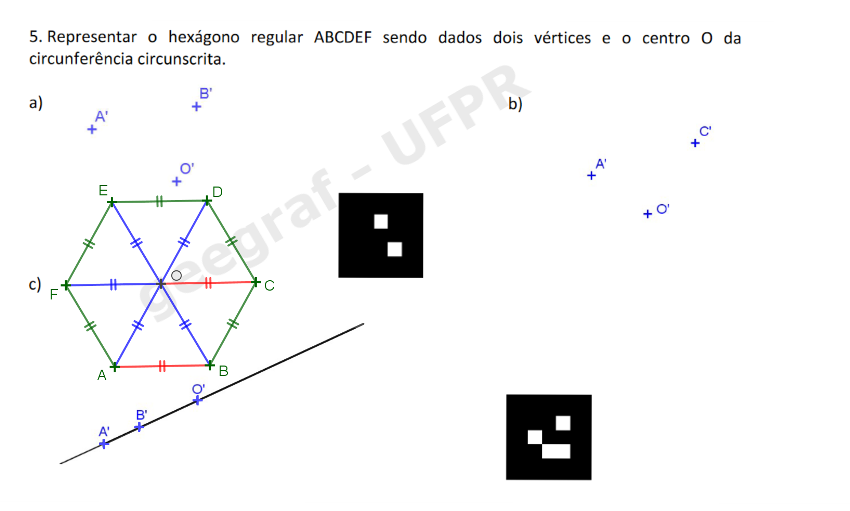 5. Representar o hexágono regular ABCDEF sendo dados dois vértices e o centro O da
circunferência circunscrita.
a)
A'
B'
O'
b)
A'
C'
O'
geegraf - UFPR
E
D
c)
F
O
C
A
B
A'
B'
O'